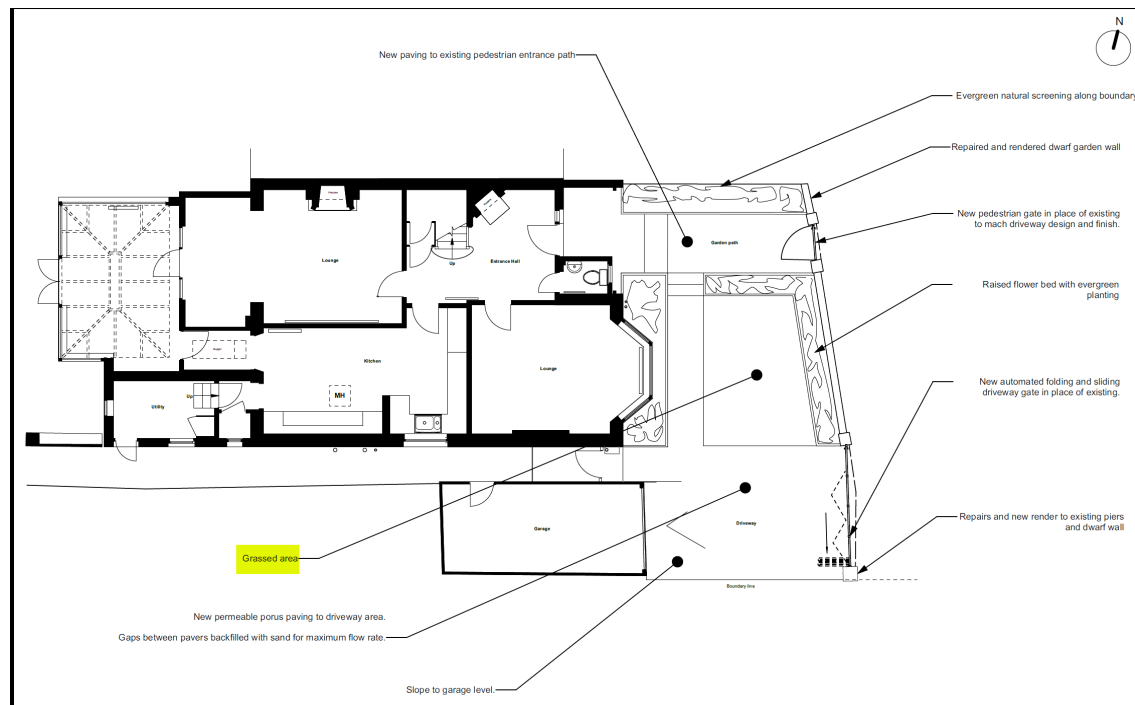 N
New paving to existing pedestrian entrance path
Evergreen natural screening along boundary
Repaired and rendered dwarf garden wall
New pedestrian gate in place of existing
to mach driveway design and finish.
Garden path
Lounge
Up
Entrance Hall
Raised flower bed with evergreen
planting
Kitchen
Lounge
MH
Up
Utility
New automated folding and sliding
driveway gate in place of existing.
Garage
Driveway
Repairs and new render to existing piers
and dwarf wall
Grassed area
Boundary line
New permeable porus paving to driveway area.
Gaps between pavers backfilled with sand for maximum flow rate.
Slope to garage level.